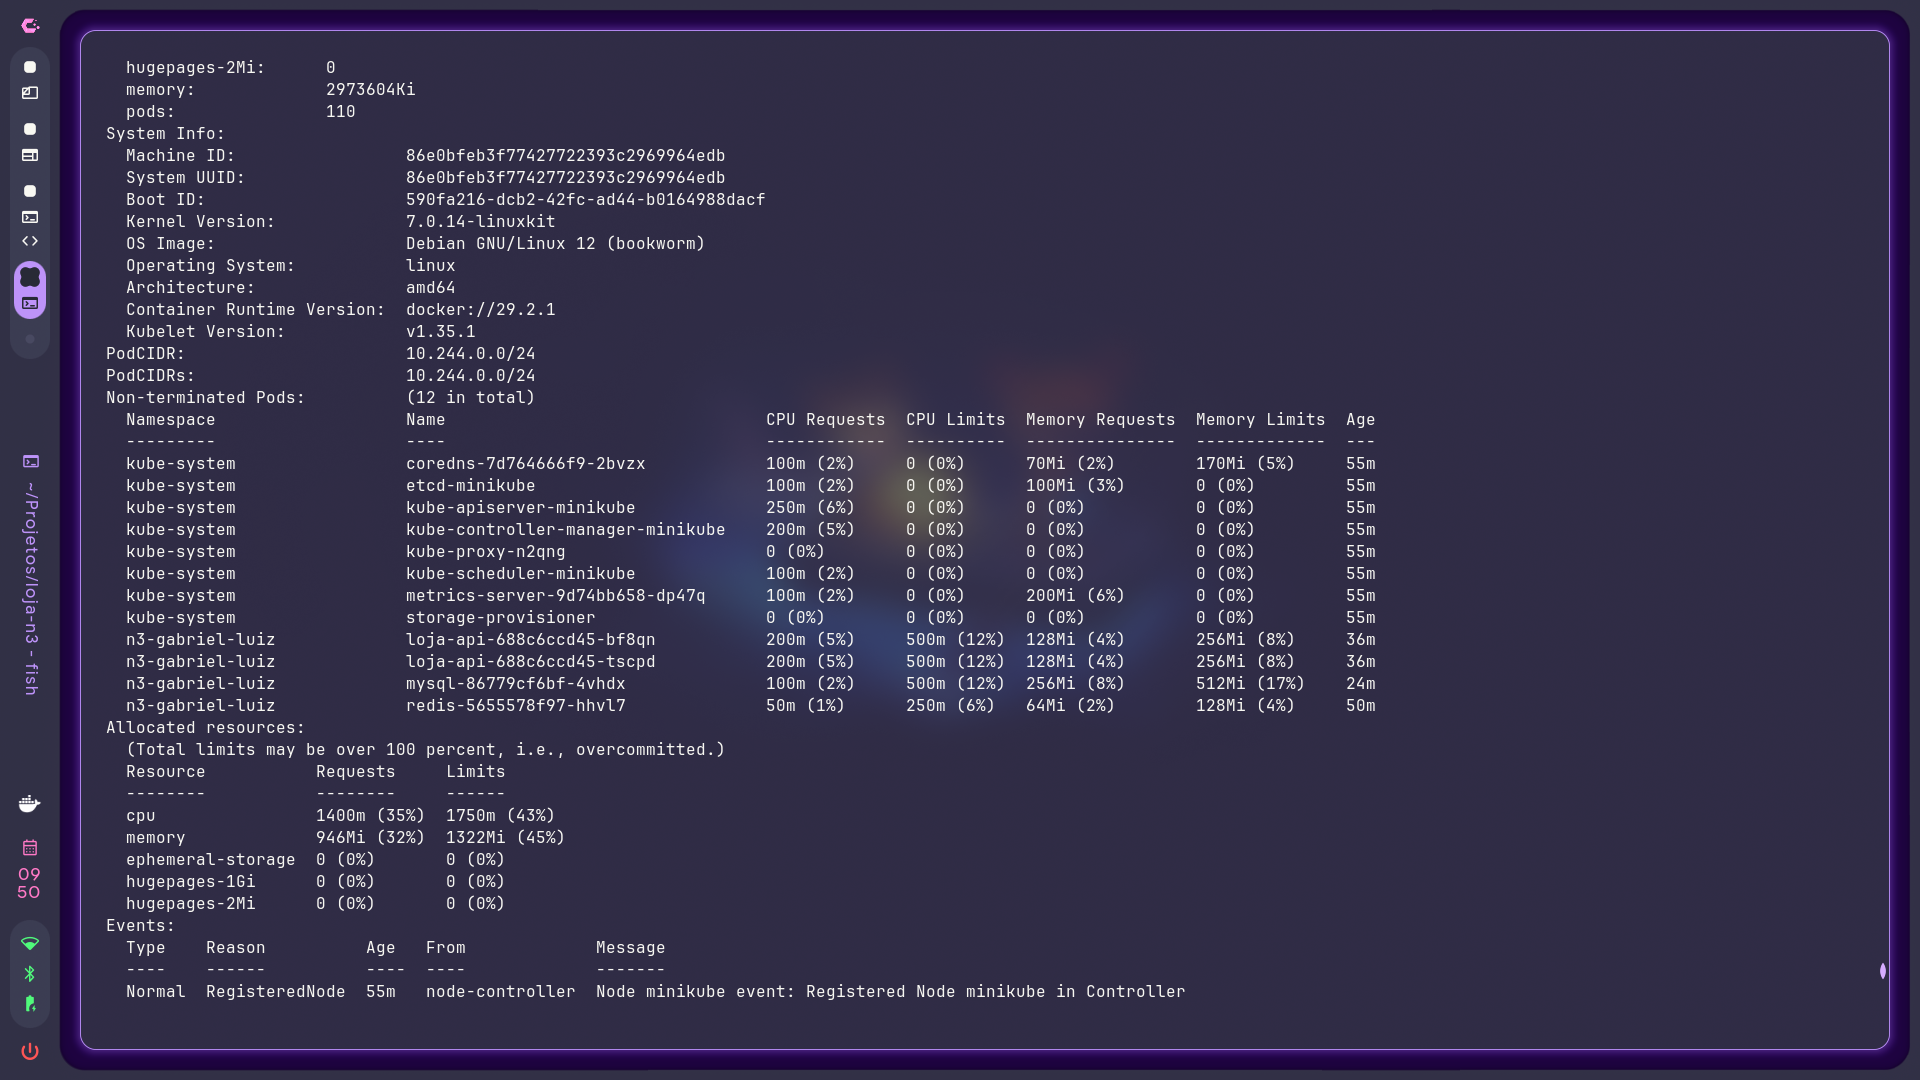 hugepages-2Mi:      0
memory:             2973604Ki
pods:               110
System Info:
Machine ID:                 86e0bfeb3f77427722393c2969964edb
System UUID:                86e0bfeb3f77427722393c2969964edb
Boot ID:                    590fa216-dcb2-42fc-ad44-b0164988dacf
Kernel Version:             7.0.14-linuxkit
OS Image:                   Debian GNU/Linux 12 (bookworm)
Operating System:           linux
Architecture:               amd64
Container Runtime Version:  docker://29.2.1
Kubelet Version:            v1.35.1
PodCIDR:                      10.244.0.0/24
PodCIDRs:                     10.244.0.0/24
Non-terminated Pods:          (12 in total)
Namespace                   Name                                CPU Requests  CPU Limits  Memory Requests  Memory Limits  Age
---------                   ----                                ------------  ----------  ---------------  -------------  ---
kube-system                 coredns-7d764666f9-2bvzx            100m (2%)     0 (0%)      70Mi (2%)        170Mi (5%)     55m
kube-system                 etcd-minikube                       100m (2%)     0 (0%)      100Mi (3%)       0 (0%)         55m
kube-system                 kube-apiserver-minikube             250m (6%)     0 (0%)      0 (0%)           0 (0%)         55m
kube-system                 kube-controller-manager-minikube    200m (5%)     0 (0%)      0 (0%)           0 (0%)         55m
kube-system                 kube-proxy-n2qng                    0 (0%)        0 (0%)      0 (0%)           0 (0%)         55m
kube-system                 kube-scheduler-minikube             100m (2%)     0 (0%)      0 (0%)           0 (0%)         55m
kube-system                 metrics-server-9d74bb658-dp47q      100m (2%)     0 (0%)      200Mi (6%)       0 (0%)         55m
kube-system                 storage-provisioner                 0 (0%)        0 (0%)      0 (0%)           0 (0%)         55m
n3-gabriel-luiz             loja-api-688c6ccd45-bf8qn           200m (5%)     500m (12%)  128Mi (4%)       256Mi (8%)     36m
n3-gabriel-luiz             loja-api-688c6ccd45-tscpd           200m (5%)     500m (12%)  128Mi (4%)       256Mi (8%)     36m
n3-gabriel-luiz             mysql-86779cf6bf-4vhdx              100m (2%)     500m (12%)  256Mi (8%)       512Mi (17%)    24m
n3-gabriel-luiz             redis-5655578f97-hhvl7              50m (1%)      250m (6%)   64Mi (2%)        128Mi (4%)     50m
Allocated resources:
(Total limits may be over 100 percent, i.e., overcommitted.)
Resource           Requests     Limits
--------           --------     ------
cpu                1400m (35%)  1750m (43%)
memory             946Mi (32%)  1322Mi (45%)
ephemeral-storage  0 (0%)       0 (0%)
hugepages-1Gi      0 (0%)       0 (0%)
hugepages-2Mi      0 (0%)       0 (0%)
Events:
Type    Reason          Age   From             Message
----    ------          ----  ----             -------
Normal  RegisteredNode  55m   node-controller  Node minikube event: Registered Node minikube in Controller
~/Projetos/loja-n3 - fish
09
50